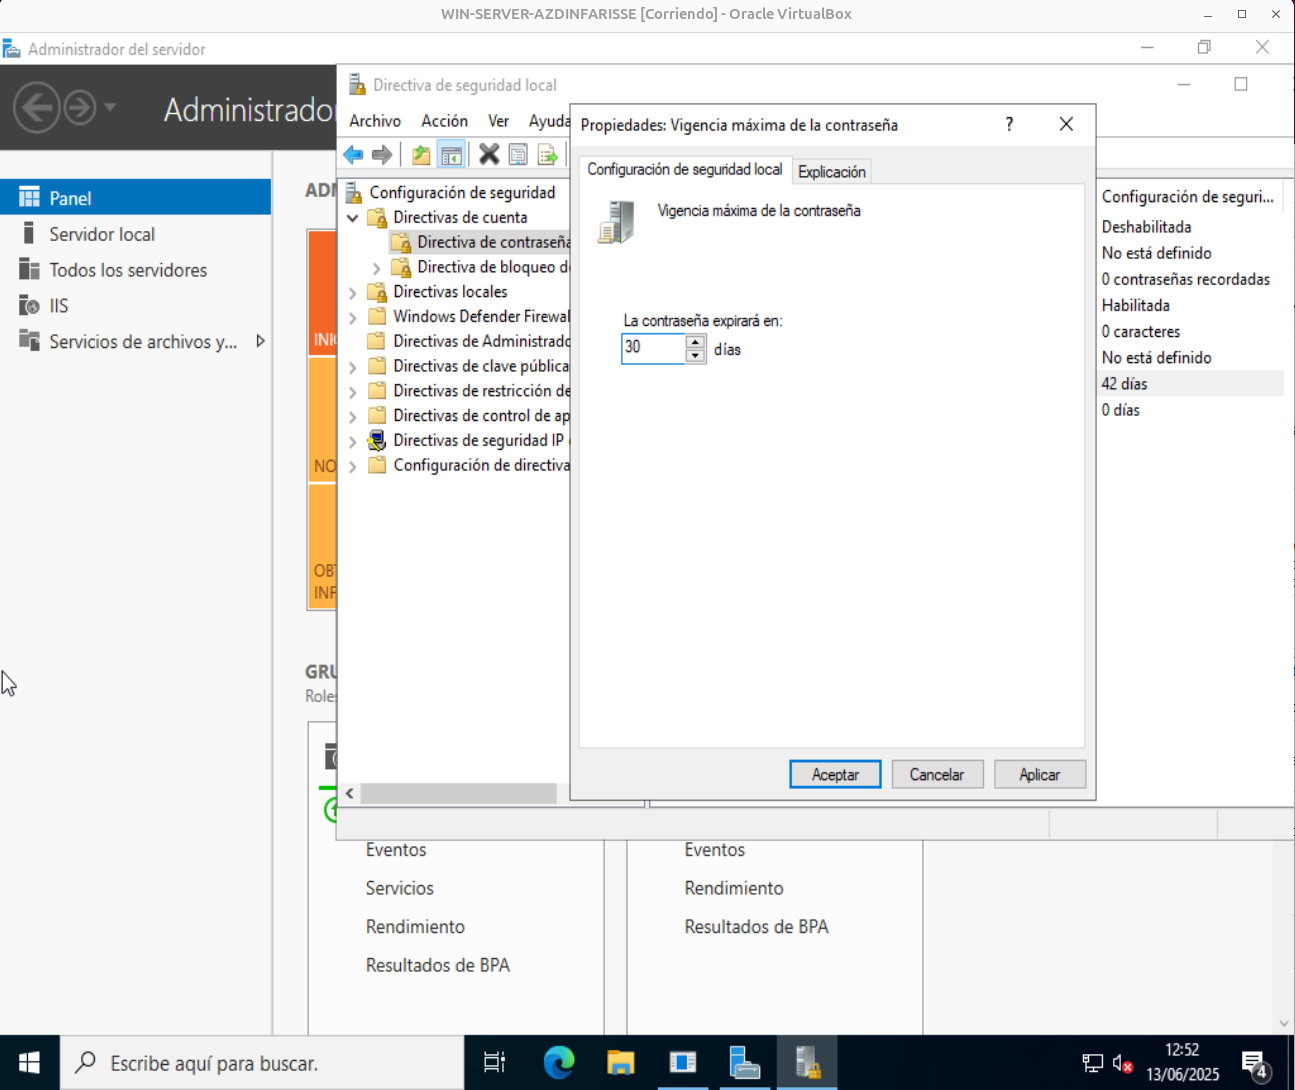 WIN-SERVER-AZDINFARISSE [Corriendo] - Oracle VirtualBox
Administrador del servidor
Administrador
Panel
Servidor local
Todos los servidores
IIS
Servicios de archivos y...
Directiva de seguridad local
Archivo Acción Ver Ayuda
Configuración de seguridad
Directivas de cuenta
Directiva de contraseña
Directiva de bloqueo d
Directivas locales
Windows Defender Firewal
Directivas de Administrado
Directivas de clave pública
Directivas de restricción de
Directivas de control de ap
Directivas de seguridad IP
Configuración de directiva
Propiedades: Vigencia máxima de la contraseña
?
Configuración de seguridad local
Explicación
Vigencia máxima de la contraseña
La contraseña expirará en:
30 días
Aceptar
Cancelar
Aplicar
Configuración de seguri...
Deshabilitada
No está definido
0 contraseñas recordadas
Habilitada
0 caracteres
No está definido
42 días
0 días
ADM
INI
NO
OBT
INF
GRU
Roles
Eventos
Servicios
Rendimiento
Resultados de BPA
Eventos
Rendimiento
Resultados de BPA
Escribe aquí para buscar.
12:52
13/06/2025
4